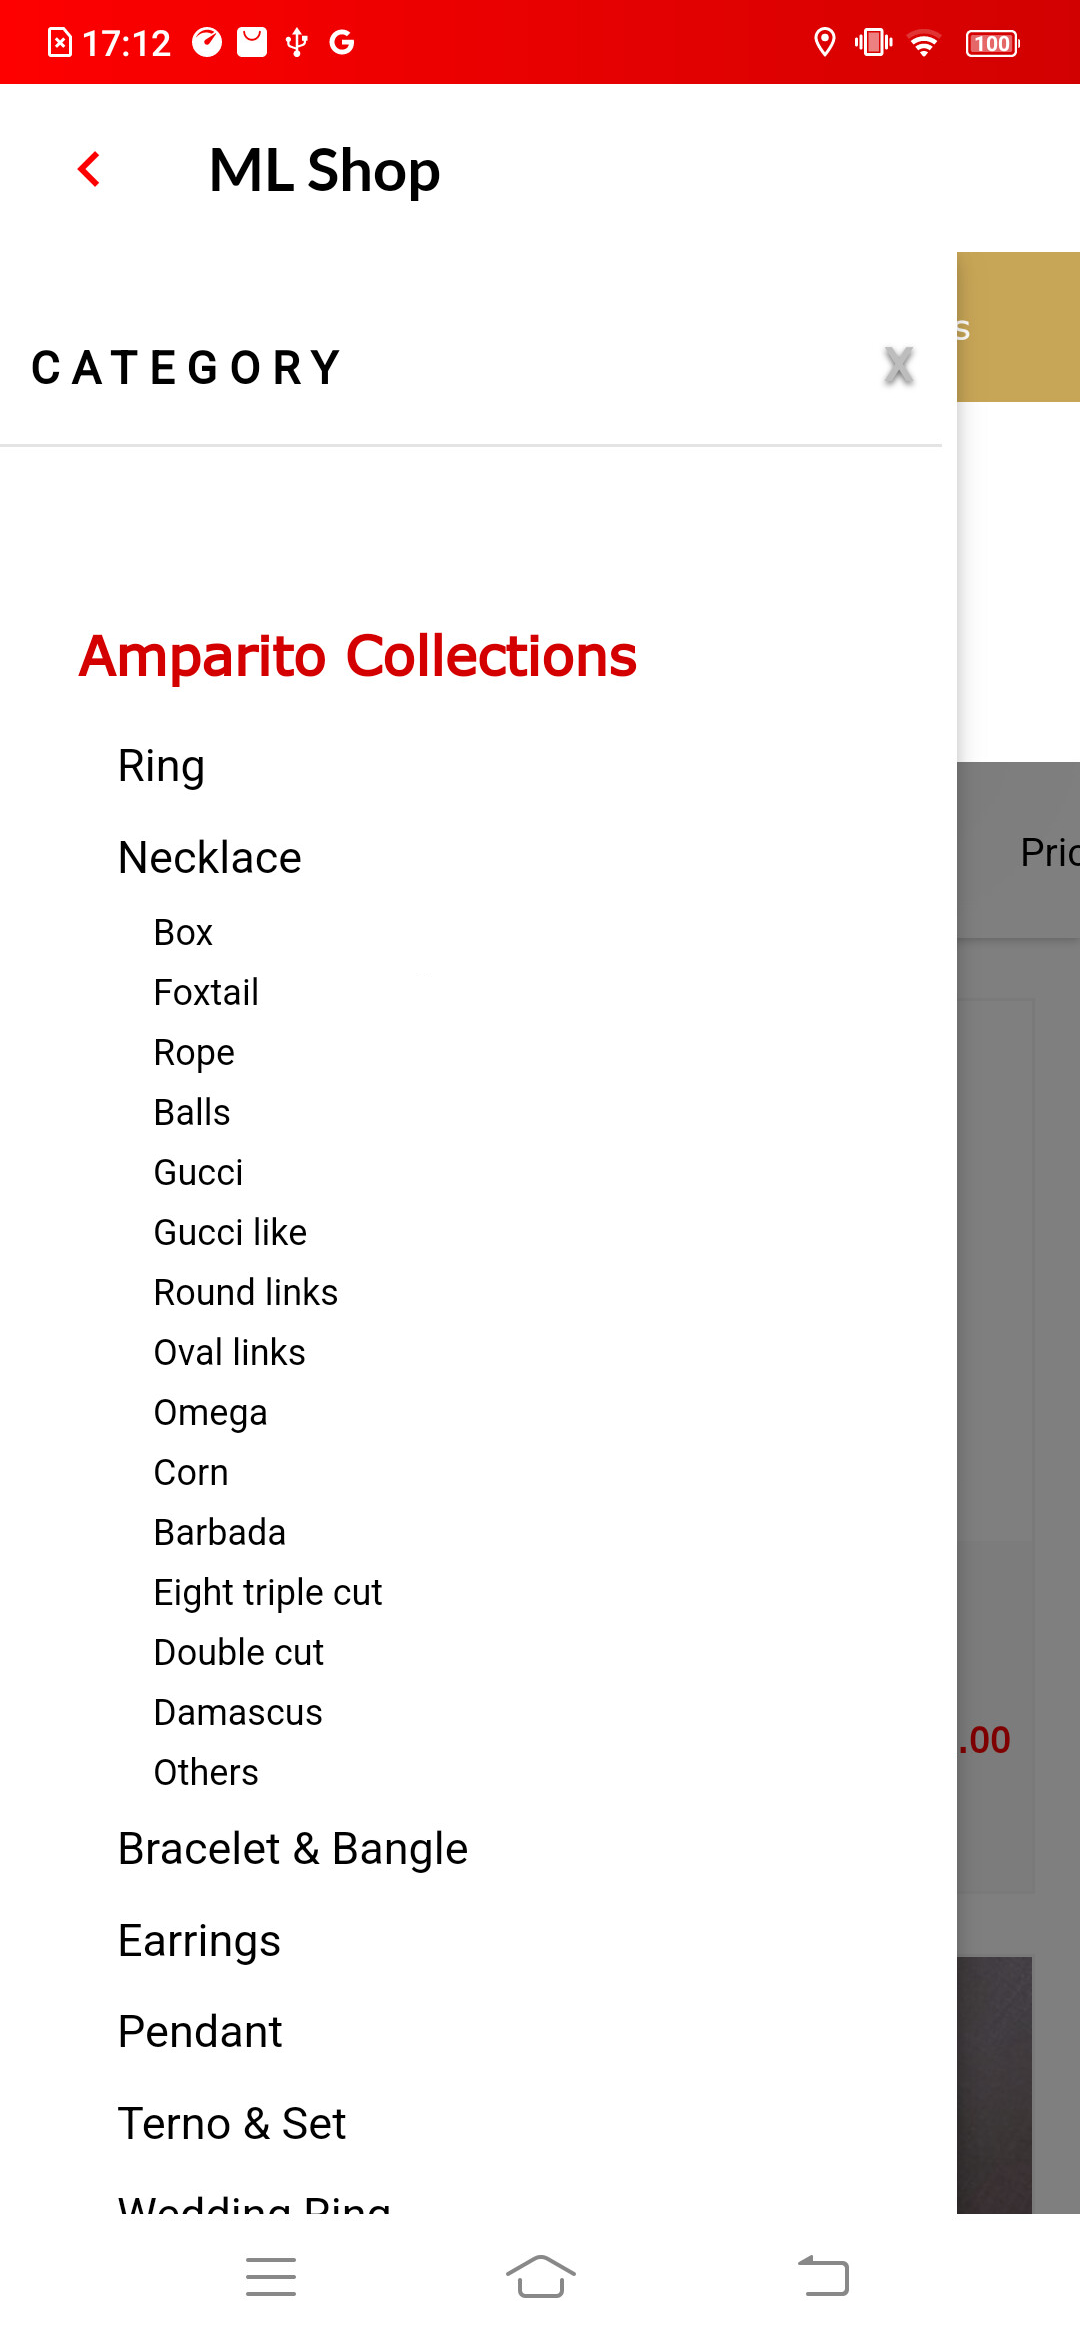 17:12
100
ML Shop
s
CATEGORY
X
Amparito Collections
Ring
Necklace
Box
Foxtail
Rope
Balls
Gucci
Gucci like
Round links
Oval links
Omega
Corn
Barbada
Eight triple cut
Double cut
Damascus
Others
.00
Bracelet & Bangle
Earrings
Pendant
Terno & Set
Wedding Ring